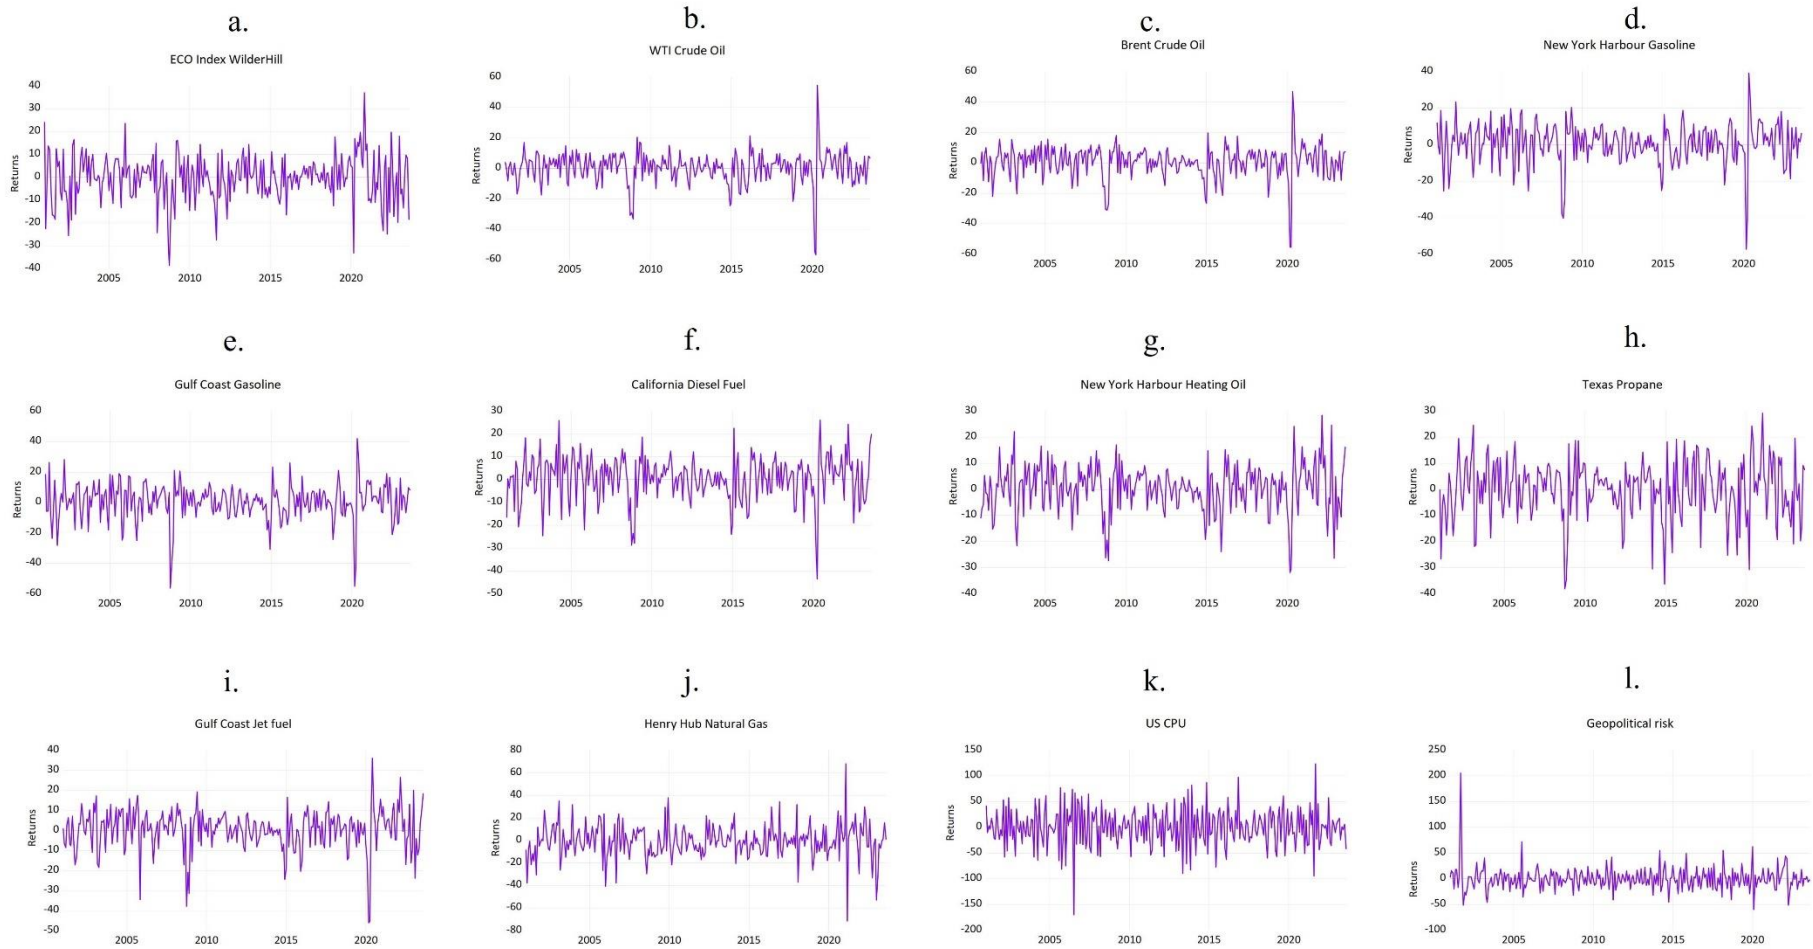 a.
ECO Index WilderHill
40
30
20
10
0
-10
-20
-30
-40
Returns
2005 2010 2015 2020
b.
WTI Crude Oil
60
40
20
0
-20
-40
-60
Returns
2005 2010 2015 2020
c.
Brent Crude Oil
60
40
20
0
-20
-40
-60
Returns
2005 2010 2015 2020
d.
New York Harbour Gasoline
40
20
0
-20
-40
-60
Returns
2005 2010 2015 2020
e.
Gulf Coast Gasoline
60
40
20
0
-20
-40
-60
Returns
2005 2010 2015 2020
f.
California Diesel Fuel
30
20
10
0
-10
-20
-30
-40
-50
Returns
2005 2010 2015 2020
g.
New York Harbour Heating Oil
30
20
10
0
-10
-20
-30
-40
Returns
2005 2010 2015 2020
h.
Texas Propane
30
20
10
0
-10
-20
-30
-40
Returns
2005 2010 2015 2020
i.
Gulf Coast Jet fuel
40
30
20
10
0
-10
-20
-30
-40
-50
Returns
2005 2010 2015 2020
j.
Henry Hub Natural Gas
80
60
40
20
0
-20
-40
-60
-80
Returns
2005 2010 2015 2020
k.
US CPU
150
100
50
0
-50
-100
-150
-200
Returns
2005 2010 2015 2020
l.
Geopolitical risk
250
200
150
100
50
0
-50
-100
Returns
2005 2010 2015 2020